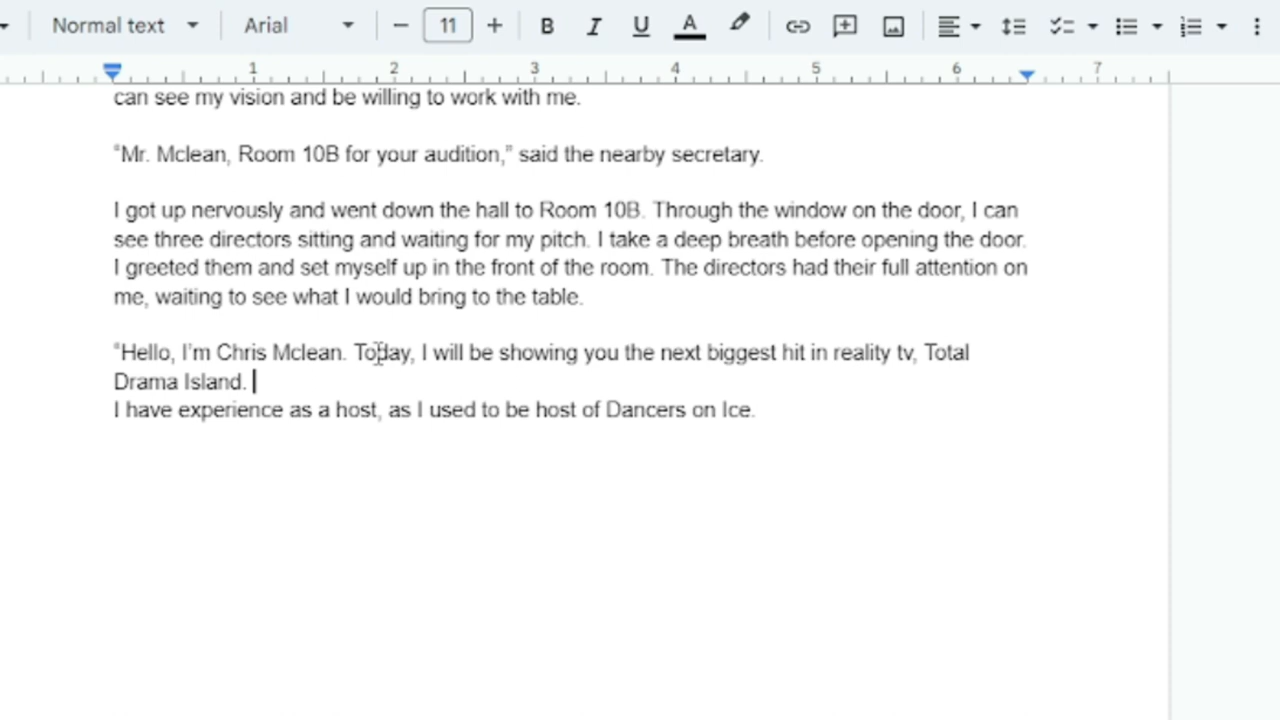 Normal text Arial 11 B I U A
1 2 3 4 5 6 7
can see my vision and be willing to work with me.
“Mr. Mclean, Room 10B for your audition,” said the nearby secretary.
I got up nervously and went down the hall to Room 10B. Through the window on the door, I can
see three directors sitting and waiting for my pitch. I take a deep breath before opening the door.
I greeted them and set myself up in the front of the room. The directors had their full attention on
me, waiting to see what I would bring to the table.
“Hello, I’m Chris Mclean. Today, I will be showing you the next biggest hit in reality tv, Total
Drama Island.
I have experience as a host, as I used to be host of Dancers on Ice.